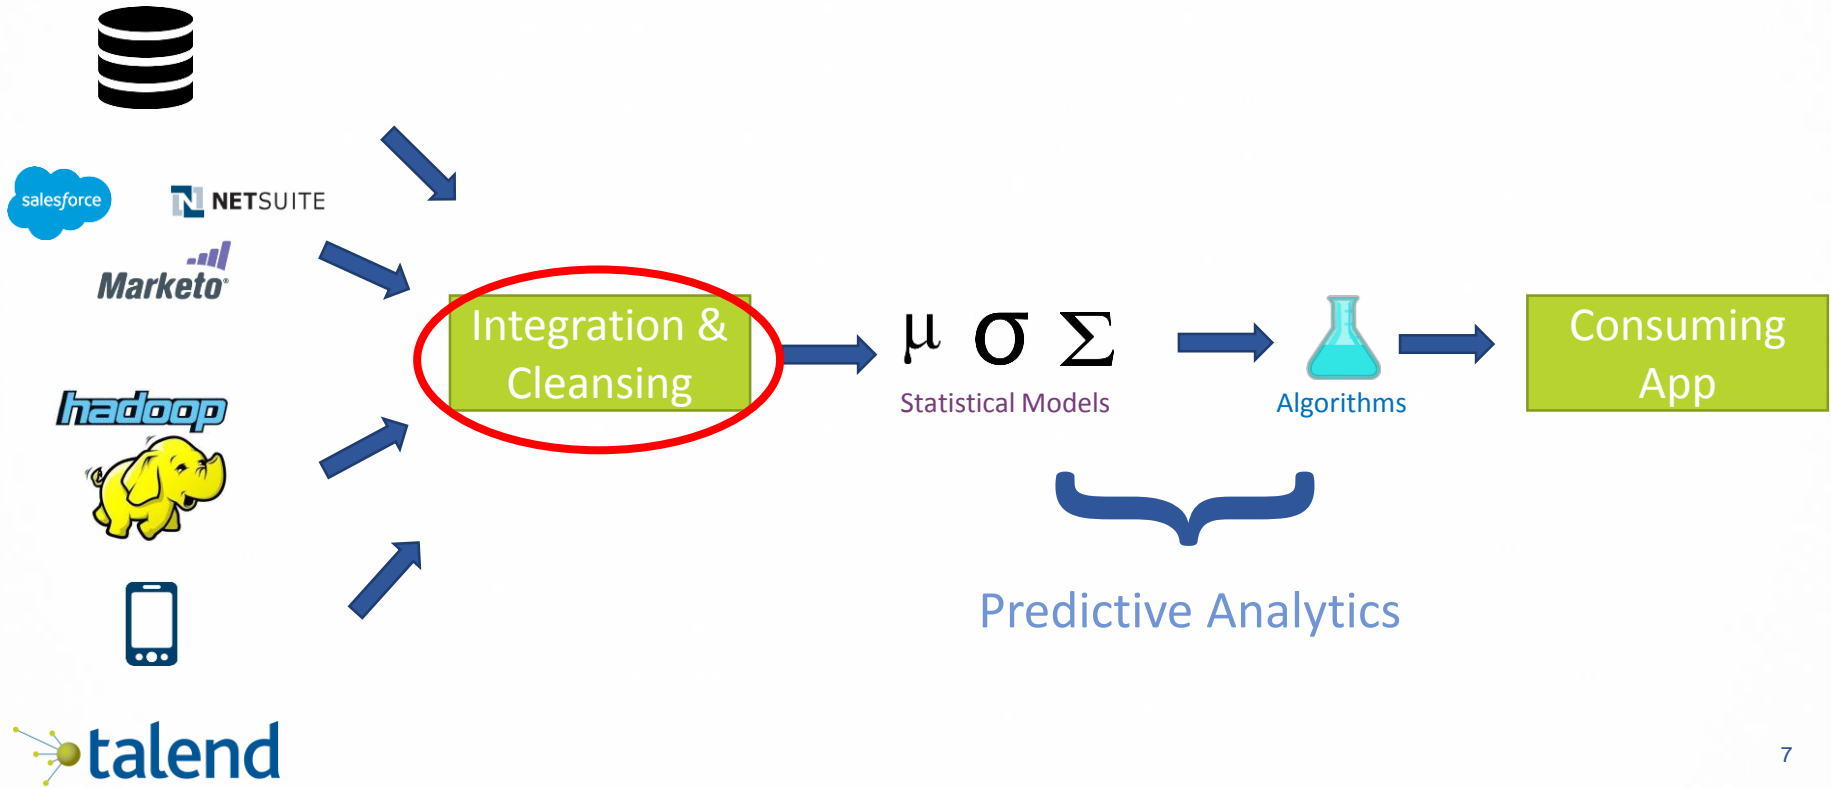 salesforce
NETSUITE
Marketo®
hadoop
Integration &
Cleansing
μ σ Σ
Statistical Models
Algorithms
Consuming
App
Predictive Analytics
talend
7